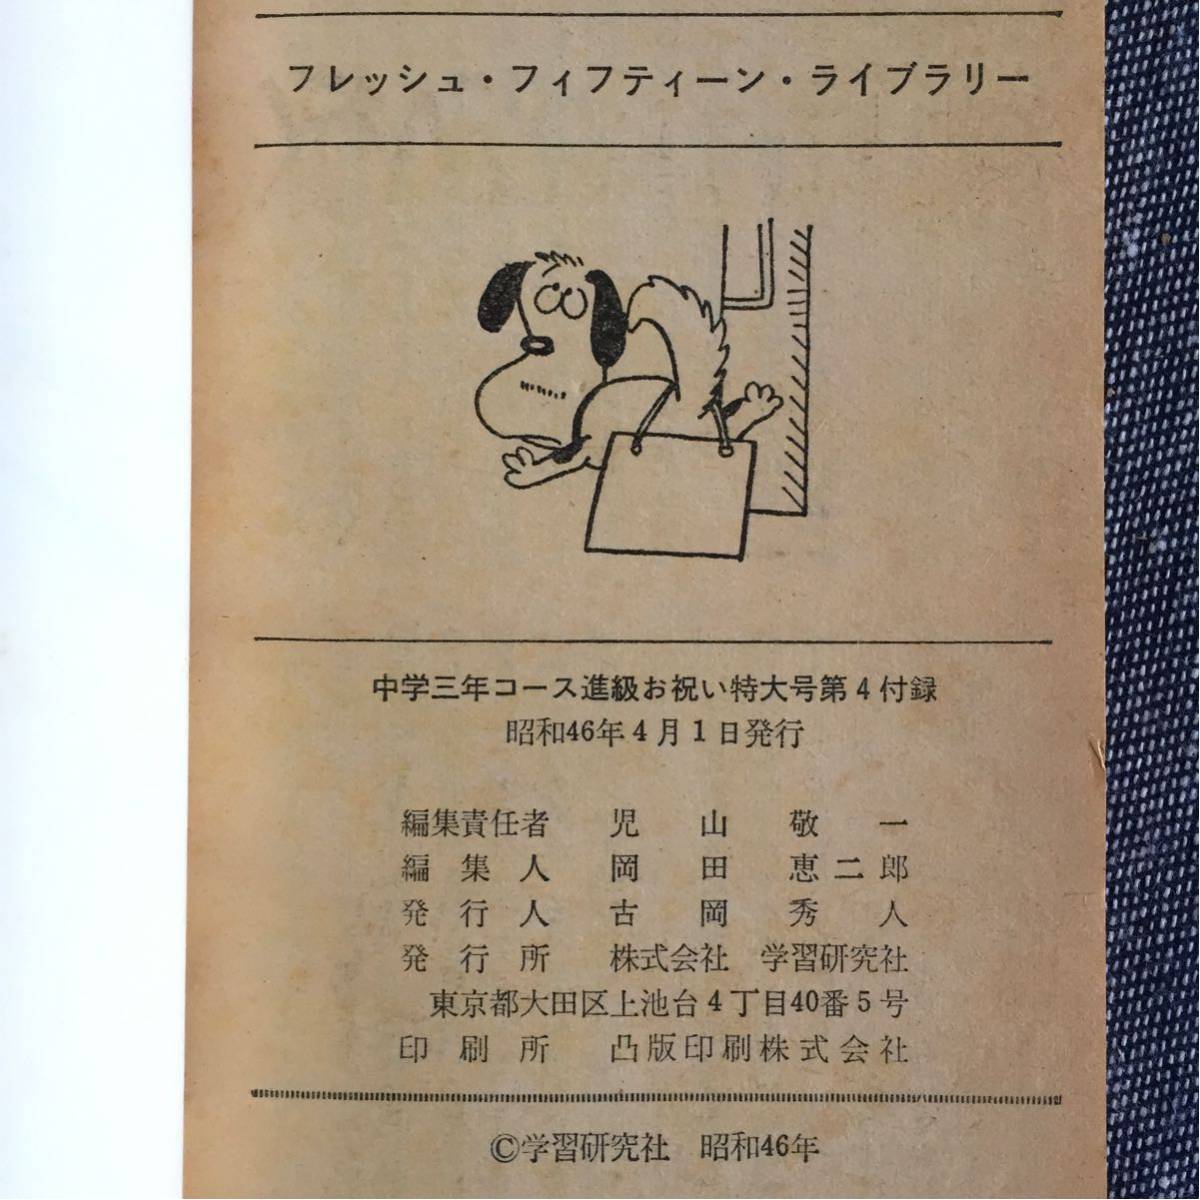 フレッシュ・フィフティーン・ライブラリー
中学三年コース進級お祝い特大号第4付録
昭和46年4月1日発行
編集責任者 児山敬一
編集人 岡田恵二郎
発行人 古岡秀人
発行所 株式会社 学習研究社
東京都大田区上池台4丁目40番5号
印刷所 凸版印刷株式会社
©学習研究社 昭和46年